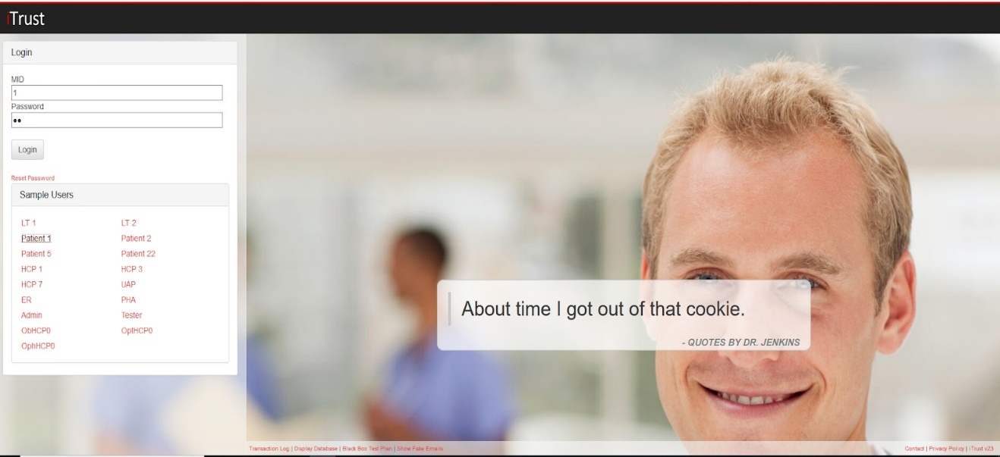 iTrust
Login
MID
1
Password
Login
Reset Password
Sample Users
LT 1 LT 2
Patient 1 Patient 2
Patient 5 Patient 22
HCP 1 HCP 3
HCP 7 UAP
ER PHA
Admin Tester
ObHCP0 OptHCP0
OphHCP0
About time I got out of that cookie.
- QUOTES BY DR. JENKINS
Transaction Log | Display Database | Black Box Test Plan | Show Fake Emails
Contact | Privacy Policy | iTrust v23